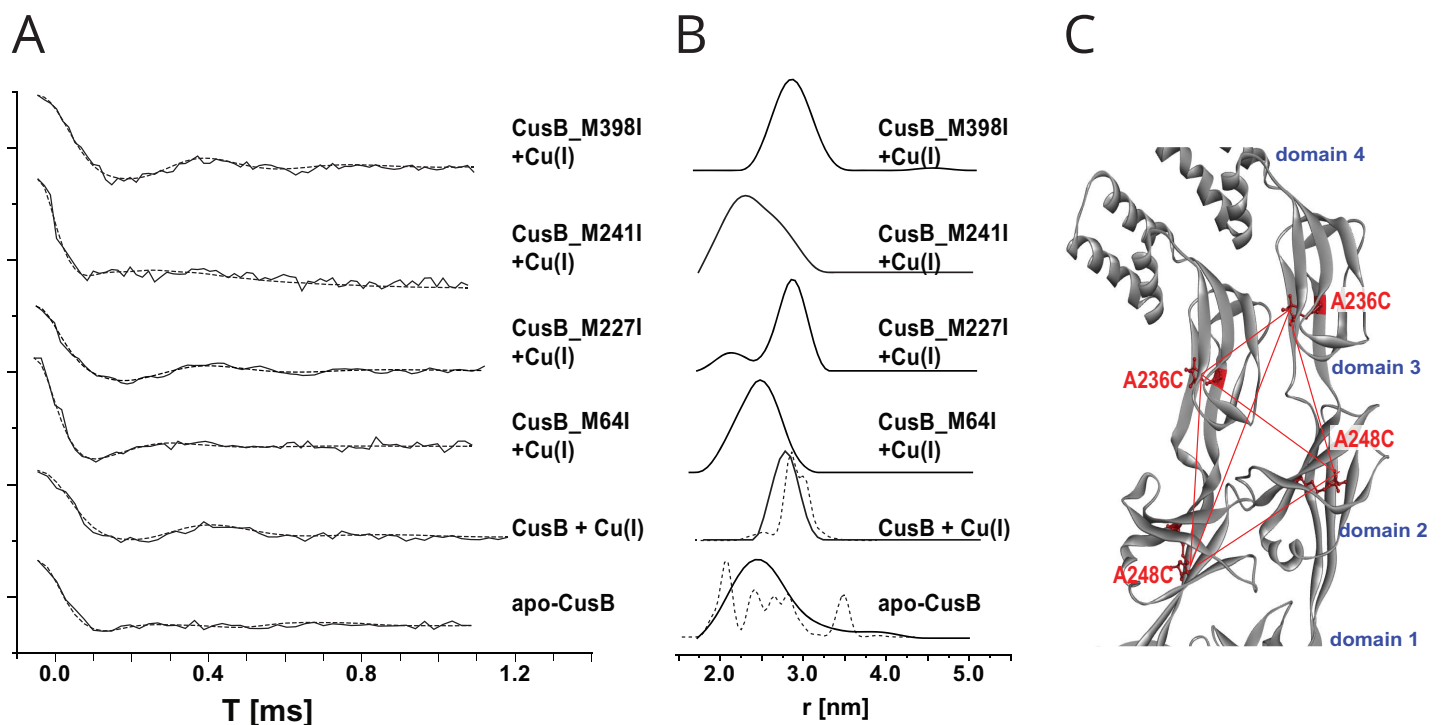 A
B
C
CusB_M398I
+Cu(I)
CusB_M241I
+Cu(I)
CusB_M227I
+Cu(I)
CusB_M64I
+Cu(I)
CusB + Cu(I)
apo-CusB
0.0 0.4 0.8 1.2
T [ms]
CusB_M398I
+Cu(I)
CusB_M241I
+Cu(I)
CusB_M227I
+Cu(I)
CusB_M64I
+Cu(I)
CusB + Cu(I)
apo-CusB
2.0 3.0 4.0 5.0
r [nm]
domain 4
A236C
domain 3
A236C
A248C
domain 2
A248C
domain 1